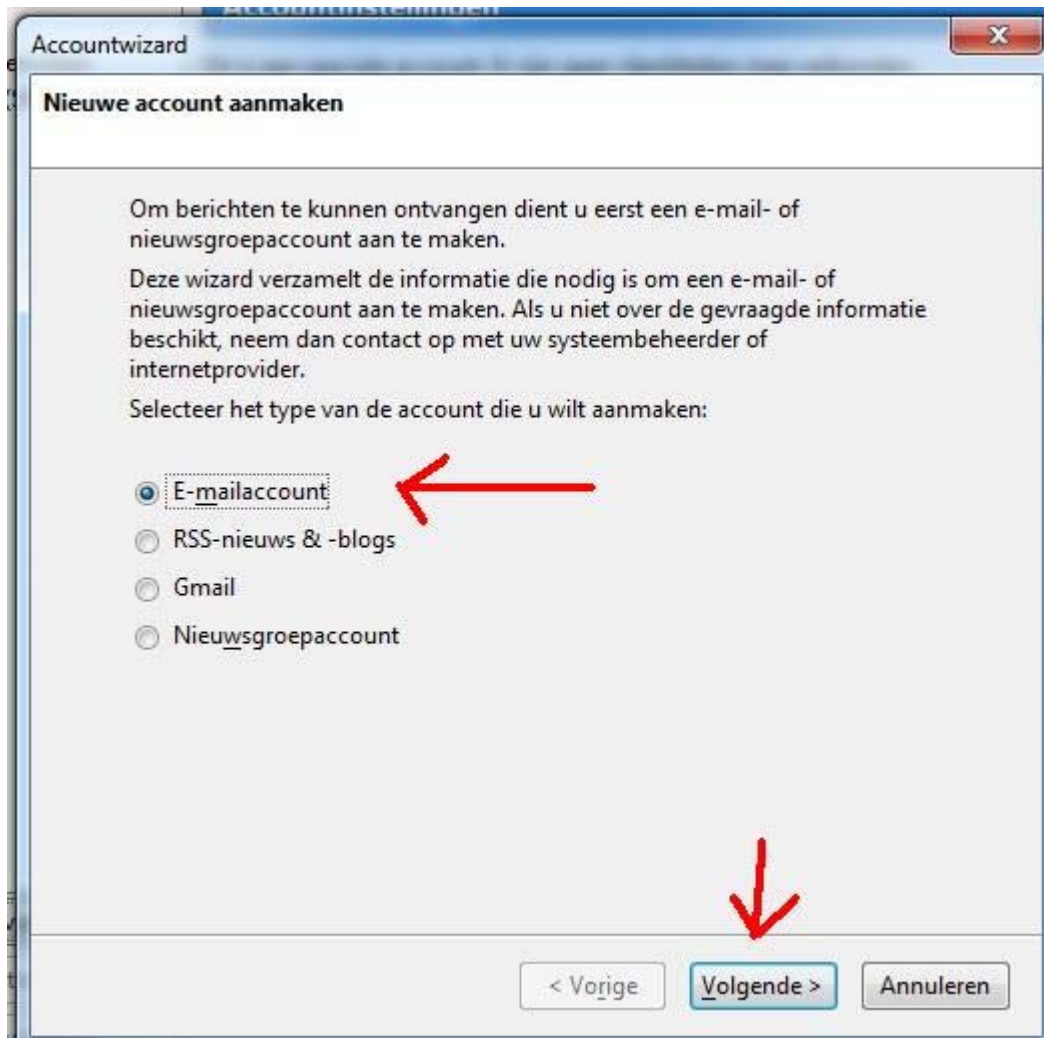 Accountinstellingen
Accountwizard
Nieuwe account aanmaken
Om berichten te kunnen ontvangen dient u eerst een e-mail- of
nieuwsgroepaccount aan te maken.
Deze wizard verzamelt de informatie die nodig is om een e-mail- of
nieuwsgroepaccount aan te maken. Als u niet over de gevraagde informatie
beschikt, neem dan contact op met uw systeembeheerder of
internetprovider.
Selecteer het type van de account die u wilt aanmaken:
E-mailaccount
RSS-nieuws & -blogs
Gmail
Nieuwsgroepaccount
< Vorige Volgende > Annuleren